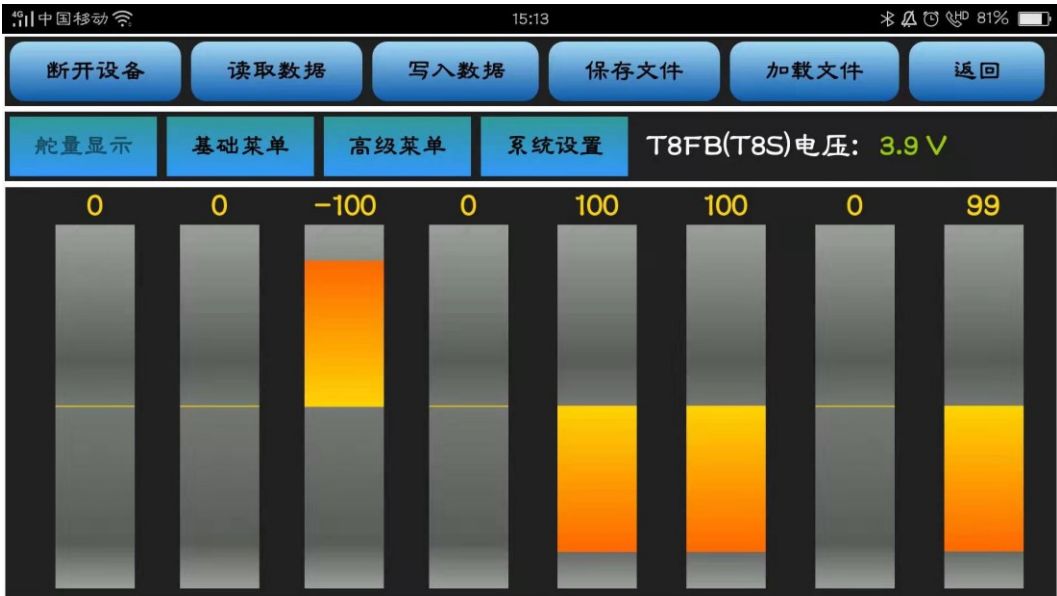 4G 中国移动 15:13 HD 81%
断开设备 读取数据 写入数据 保存文件 加载文件 返回
舵量显示 基础菜单 高级菜单 系统设置 T8FB(T8S)电压: 3.9 V
0 0 -100 0 100 100 0 99